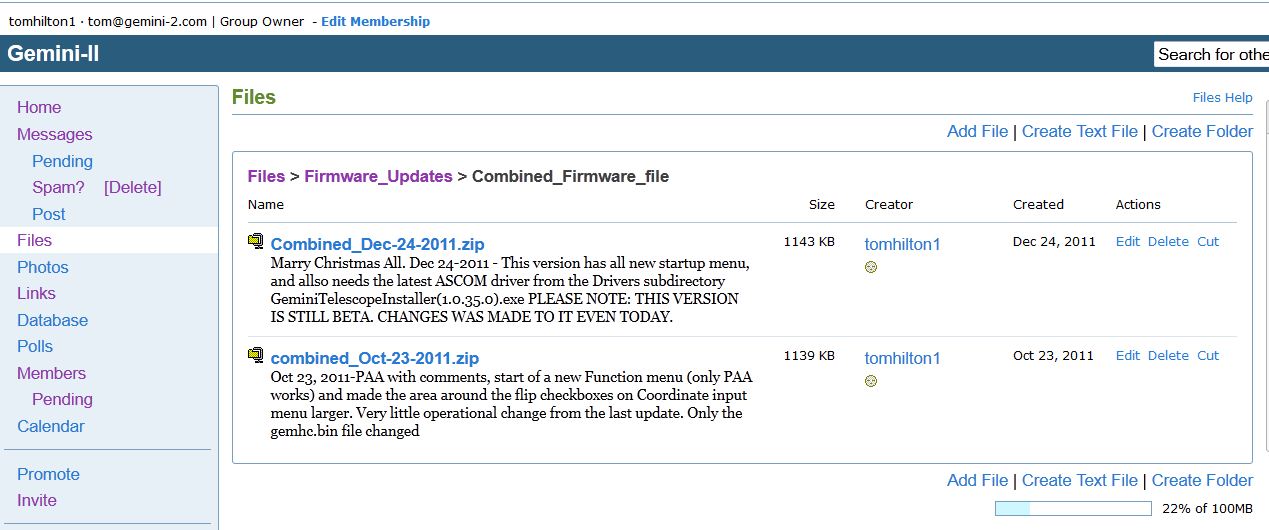 tomhilton1 · tom@gemini-2.com | Group Owner - Edit Membership
Gemini-II
Search for othe
Home
Messages
Pending
Spam? [Delete]
Post
Files
Photos
Links
Database
Polls
Members
Pending
Calendar
Promote
Invite
Files
Files Help
Add File | Create Text File | Create Folder
Files > Firmware_Updates > Combined_Firmware_file
Name Size Creator Created Actions
Combined_Dec-24-2011.zip 1143 KB tomhilton1 Dec 24, 2011 Edit Delete Cut
Marry Christmas All. Dec 24-2011 - This version has all new startup menu,
and allso needs the latest ASCOM driver from the Drivers subdirectory
GeminiTelescopeInstaller(1.0.35.0).exe PLEASE NOTE: THIS VERSION
IS STILL BETA. CHANGES WAS MADE TO IT EVEN TODAY.
combined_Oct-23-2011.zip 1139 KB tomhilton1 Oct 23, 2011 Edit Delete Cut
Oct 23, 2011-PAA with comments, start of a new Function menu (only PAA
works) and made the area around the flip checkboxes on Coordinate input
menu larger. Very little operational change from the last update. Only the
gemhc.bin file changed
Add File | Create Text File | Create Folder
22% of 100MB